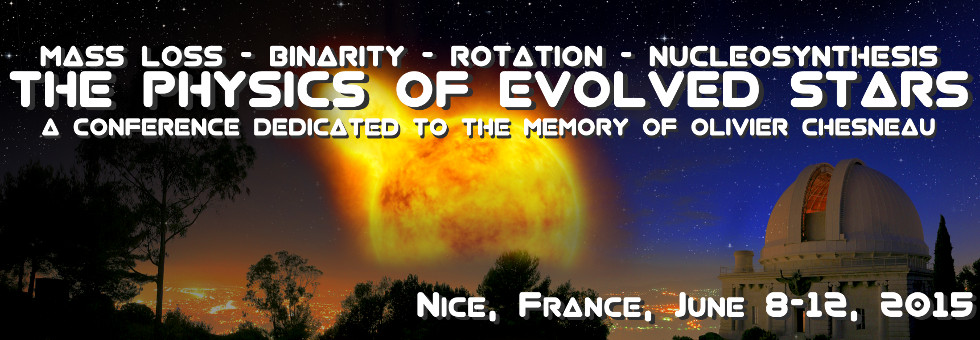 MASS LOSS - BINARITY - ROTATION - NUCLEOSYNTHESIS
THE PHYSICS OF EVOLVED STARS
A CONFERENCE DEDICATED TO THE MEMORY OF OLIVIER CHESNEAU
Nice, France, June 8-12, 2015